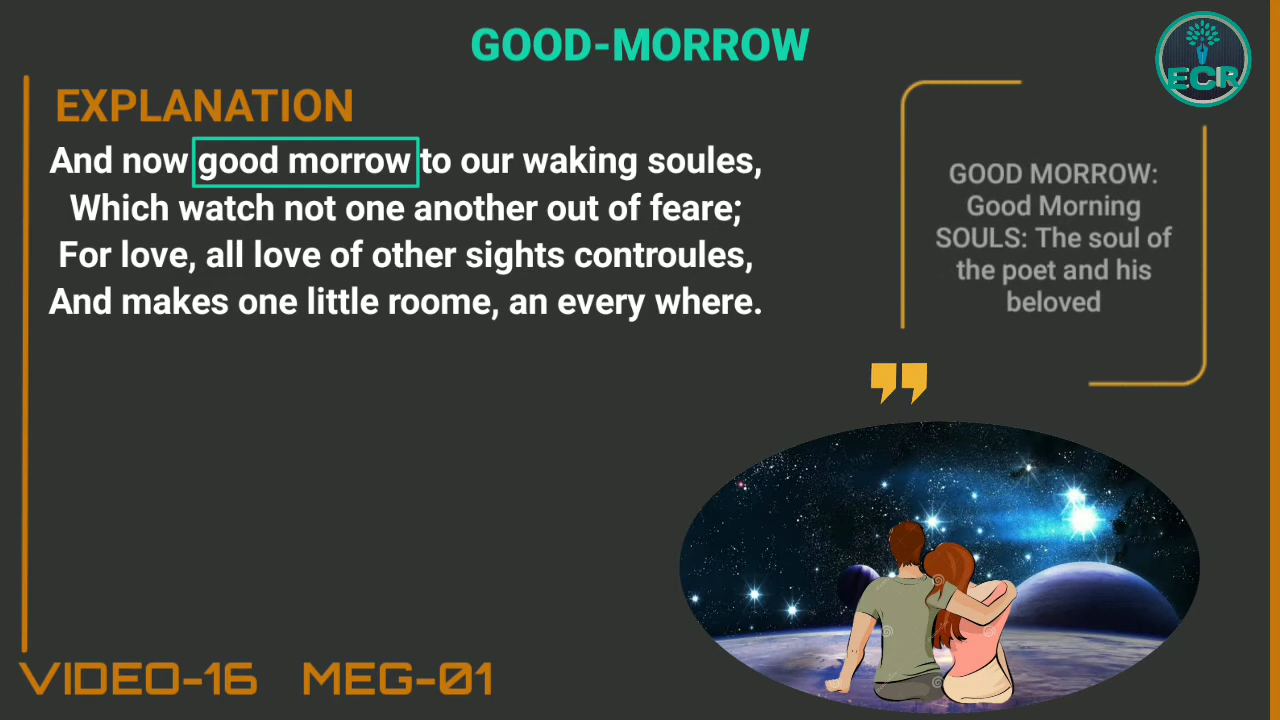 GOOD-MORROW
ECR
EXPLANATION
And now good morrow to our waking soules,
Which watch not one another out of feare;
For love, all love of other sights controules,
And makes one little roome, an every where.
GOOD MORROW:
Good Morning
SOULS: The soul of
the poet and his
beloved
VIDEO-16 MEG-01